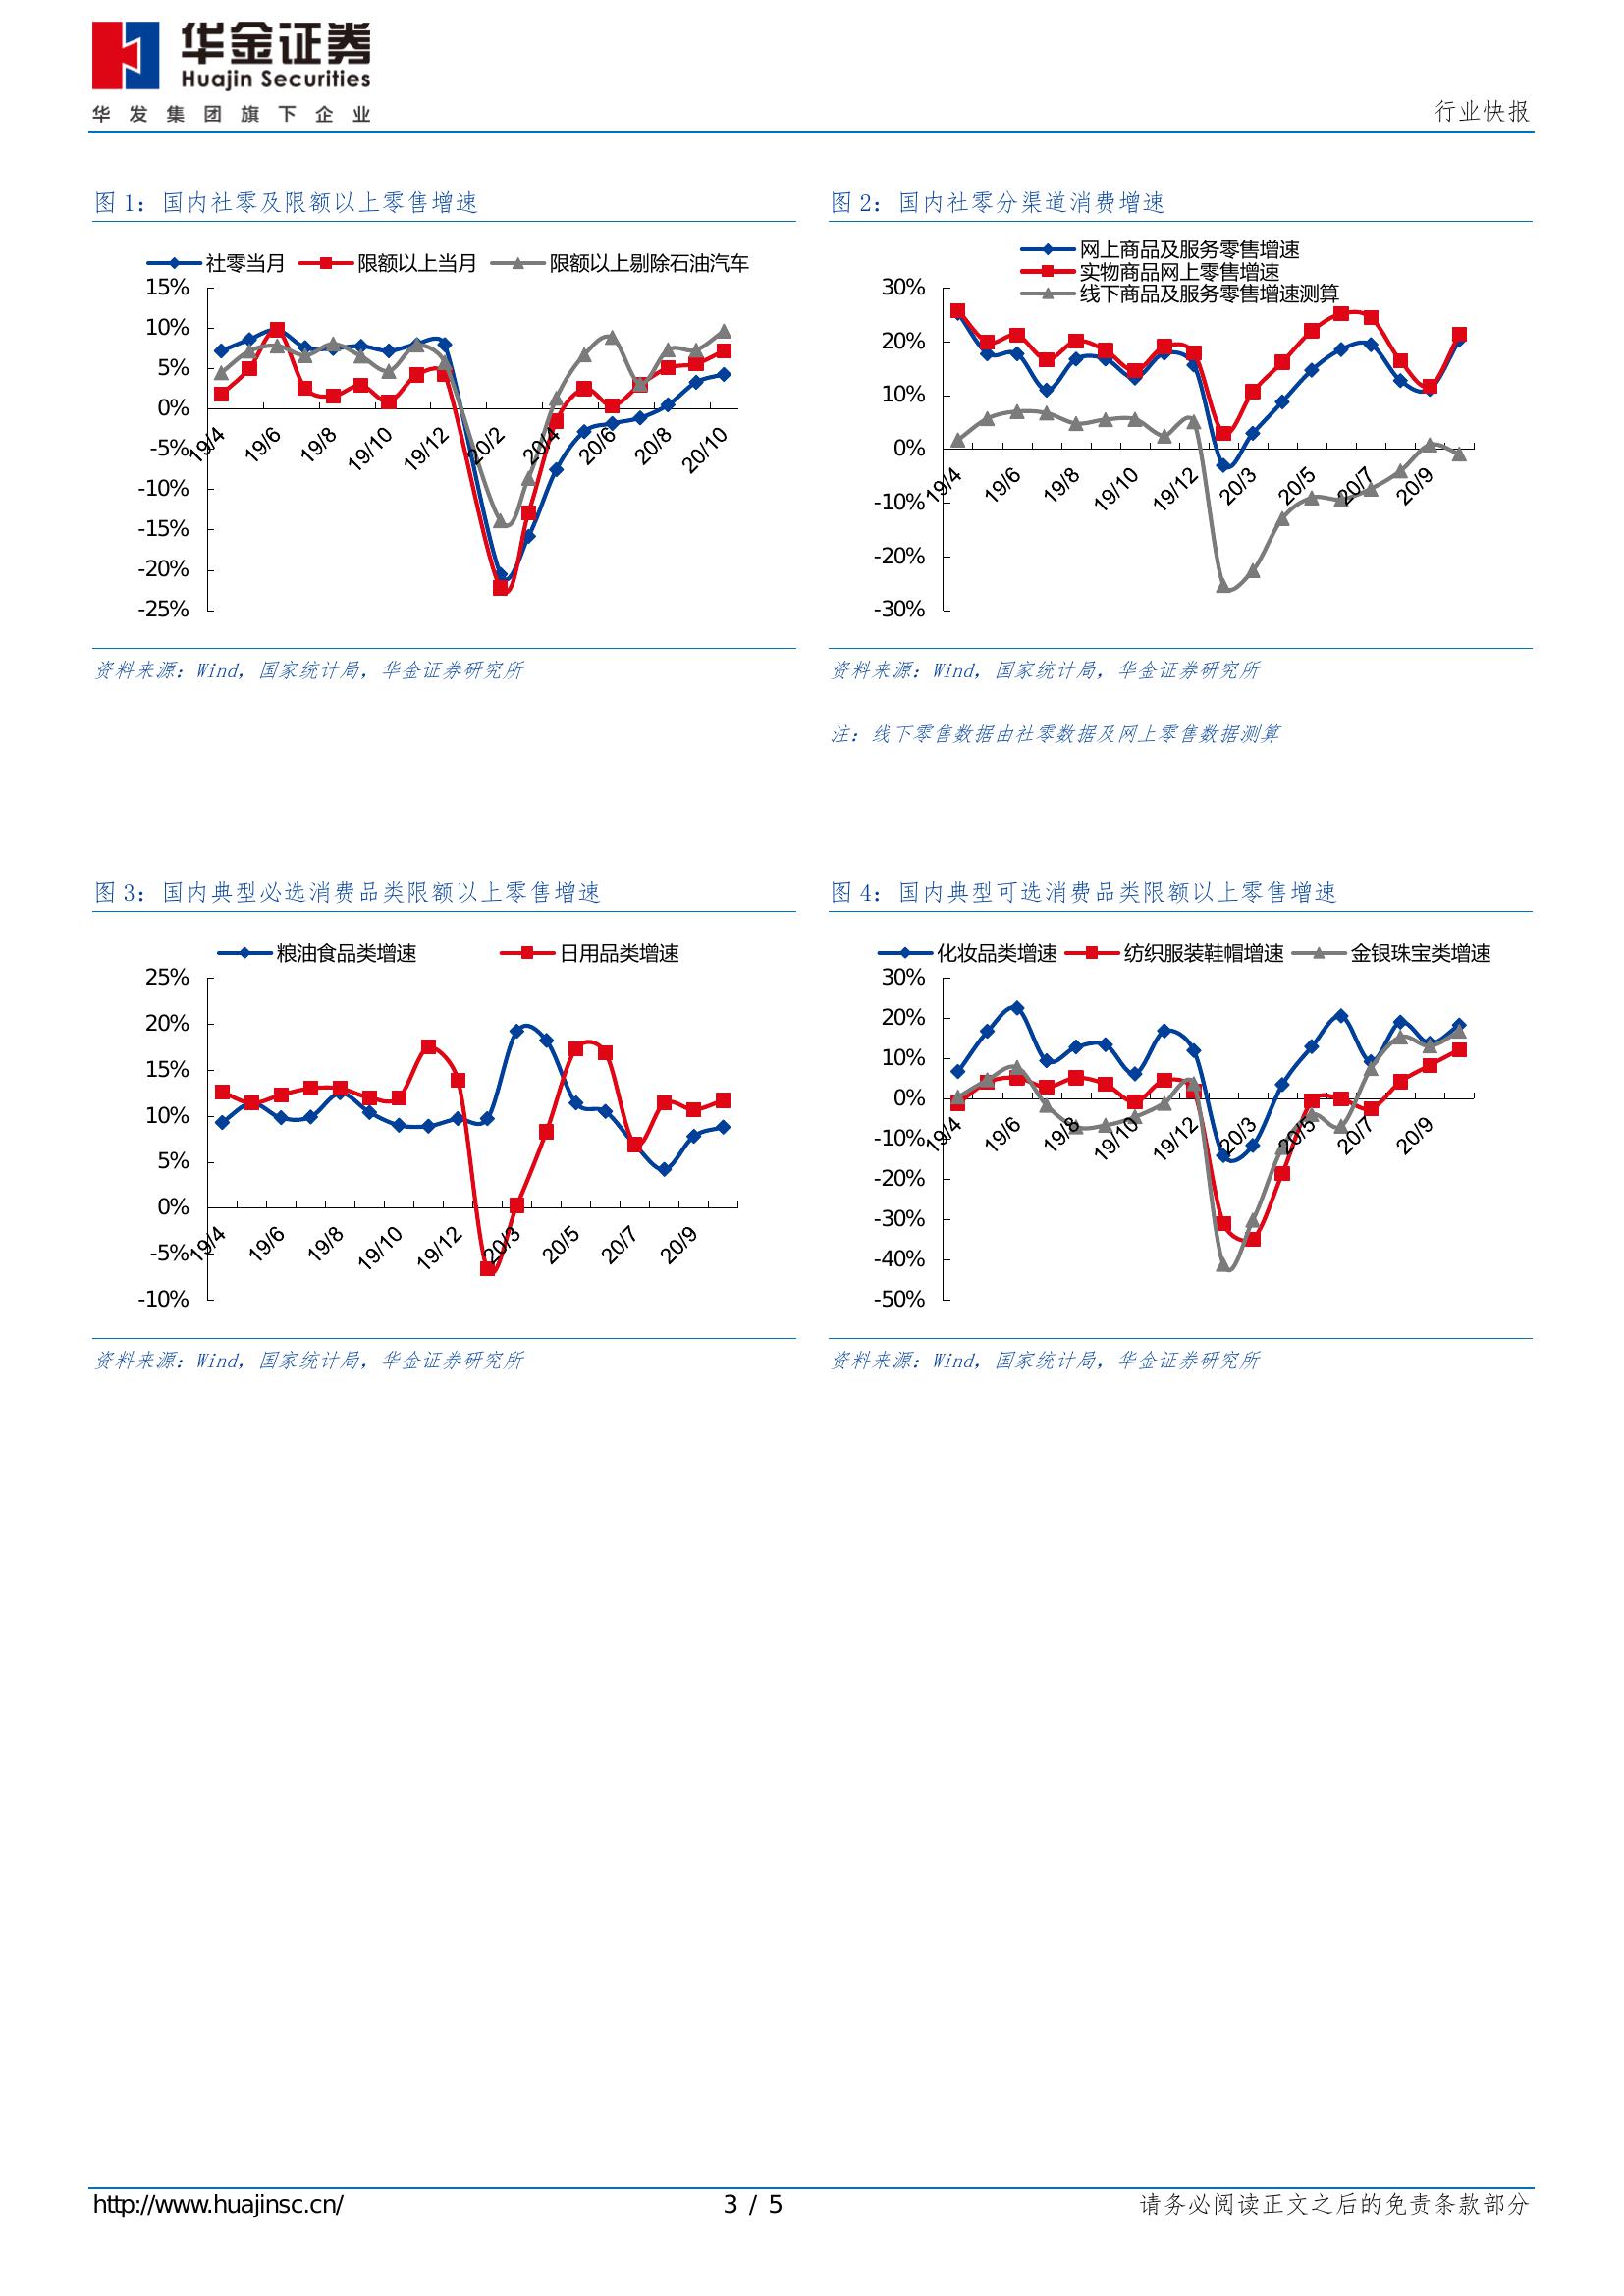 华金证券
Huajin Securities
华发集团旗下企业
行业快报
图 1：国内社零及限额以上零售增速
社零当月 限额以上当月 限额以上剔除石油汽车
15%
10%
5%
0%
-5%
-10%
-15%
-20%
-25%
19/4 19/6 19/8 19/10 19/12 20/2 20/4 20/6 20/8 20/10
资料来源：Wind，国家统计局，华金证券研究所
图 2：国内社零分渠道消费增速
网上商品及服务零售增速
实物商品网上零售增速
线下商品及服务零售增速测算
30%
20%
10%
0%
-10%
-20%
-30%
19/4 19/6 19/8 19/10 19/12 20/3 20/5 20/7 20/9
资料来源：Wind，国家统计局，华金证券研究所
注：线下零售数据由社零数据及网上零售数据测算
图 3：国内典型必选消费品类限额以上零售增速
粮油食品类增速 日用品类增速
25%
20%
15%
10%
5%
0%
-5%
-10%
19/4 19/6 19/8 19/10 19/12 20/3 20/5 20/7 20/9
资料来源：Wind，国家统计局，华金证券研究所
图 4：国内典型可选消费品类限额以上零售增速
化妆品类增速 纺织服装鞋帽增速 金银珠宝类增速
30%
20%
10%
0%
-10%
-20%
-30%
-40%
-50%
19/4 19/6 19/8 19/10 19/12 20/3 20/5 20/7 20/9
资料来源：Wind，国家统计局，华金证券研究所
http://www.huajinsc.cn/
3 / 5
请务必阅读正文之后的免责条款部分